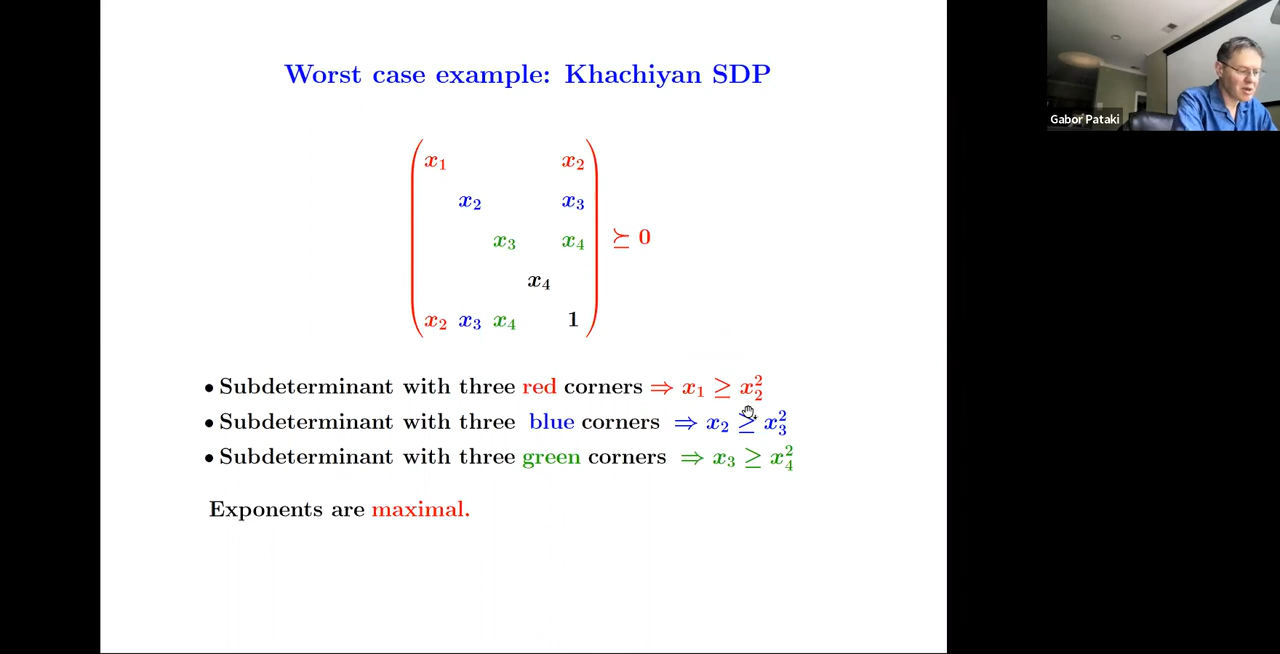 Worst case example: Khachiyan SDP
x₁ x₂
x₂ x₃
x₃ x₄ ⪰ 0
x₄
x₂ x₃ x₄ 1
• Subdeterminant with three red corners ⇒ x₁ ≥ x₂²
• Subdeterminant with three blue corners ⇒ x₂ ≥ x₃²
• Subdeterminant with three green corners ⇒ x₃ ≥ x₄²
Exponents are maximal.
Gabor Pataki